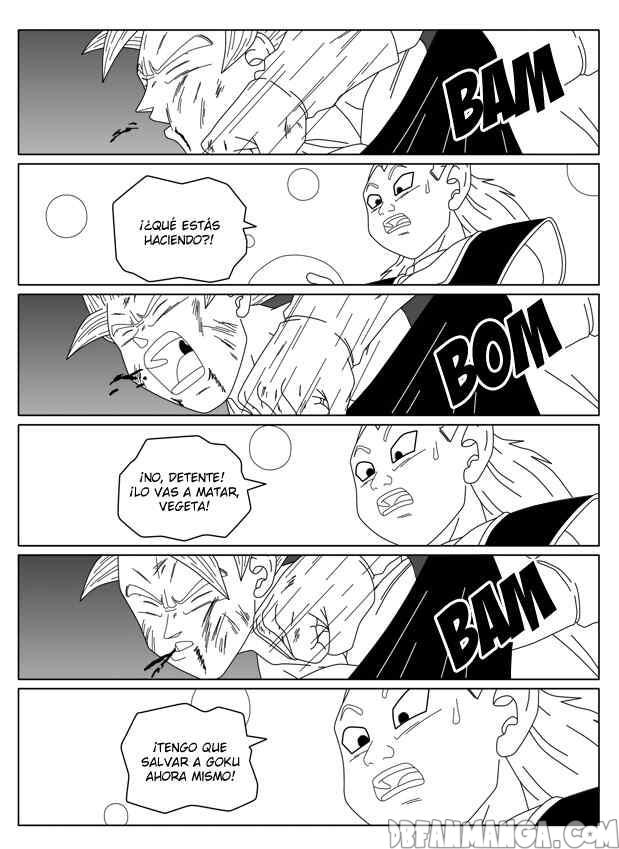 BAM
¡¿QUÉ ESTÁS
HACIENDO?!
BOM
¡NO, DETENTE!
¡LO VAS A MATAR,
VEGETA!
BAM
¡TENGO QUE
SALVAR A GOKU
AHORA MISMO!
DBFANMANGA.COM